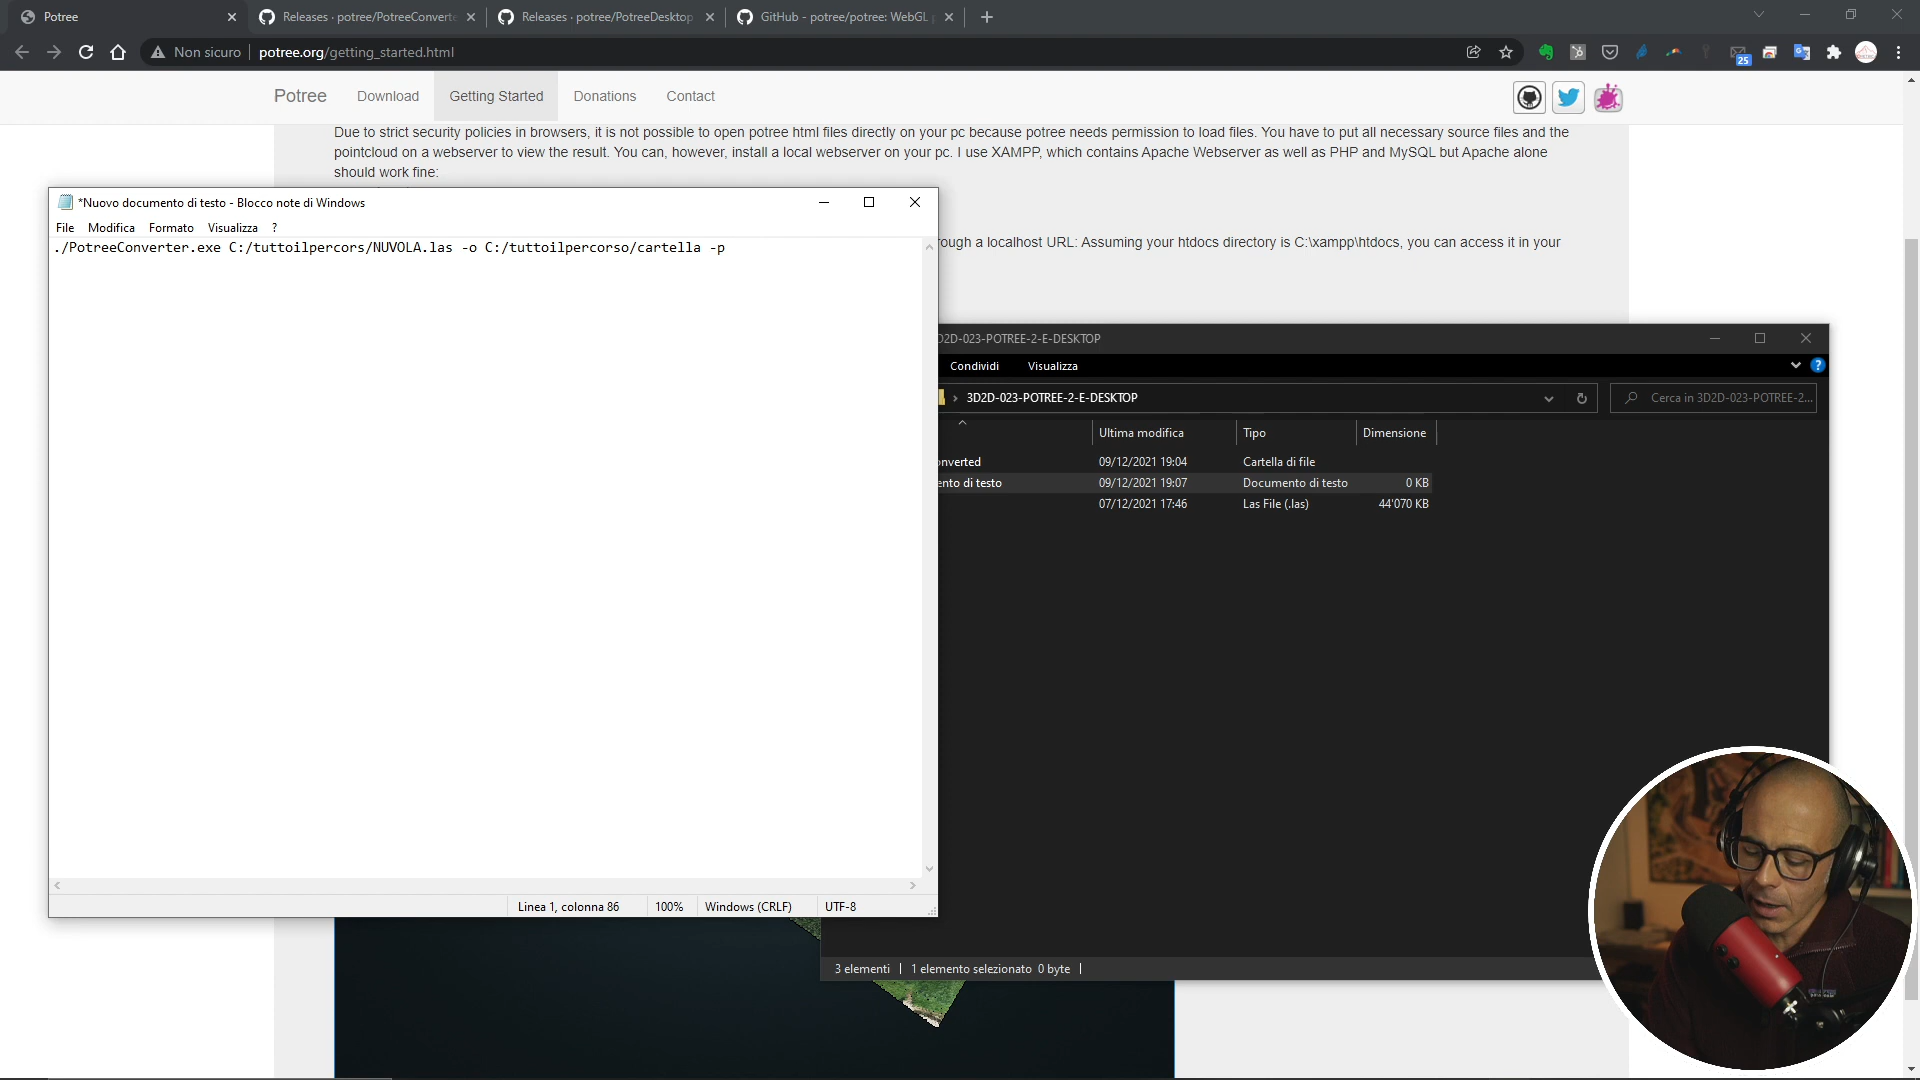 Potree
Releases · potree/PotreeConverte
Releases · potree/PotreeDesktop
GitHub - potree/potree: WebGL
Non sicuro
potree.org/getting_started.html
25
Potree
Download
Getting Started
Donations
Contact
Due to strict security policies in browsers, it is not possible to open potree html files directly on your pc because potree needs permission to load files. You have to put all necessary source files and the
pointcloud on a webserver to view the result. You can, however, install a local webserver on your pc. I use XAMPP, which contains Apache Webserver as well as PHP and MySQL but Apache alone
should work fine:
*Nuovo documento di testo - Blocco note di Windows
File Modifica Formato Visualizza ?
./PotreeConverter.exe C:/tuttoilpercors/NUVOLA.las -o C:/tuttoilpercorso/cartella -p
rough a localhost URL: Assuming your htdocs directory is C:\xampp\htdocs, you can access it in your
D2D-023-POTREE-2-E-DESKTOP
Condividi
Visualizza
?
3D2D-023-POTREE-2-E-DESKTOP
Cerca in 3D2D-023-POTREE-2...
Ultima modifica
Tipo
Dimensione
onverted 09/12/2021 19:04 Cartella di file
ento di testo 09/12/2021 19:07 Documento di testo 0 KB
07/12/2021 17:46 Las File (.las) 44'070 KB
Linea 1, colonna 86
100%
Windows (CRLF)
UTF-8
3 elementi
1 elemento selezionato 0 byte